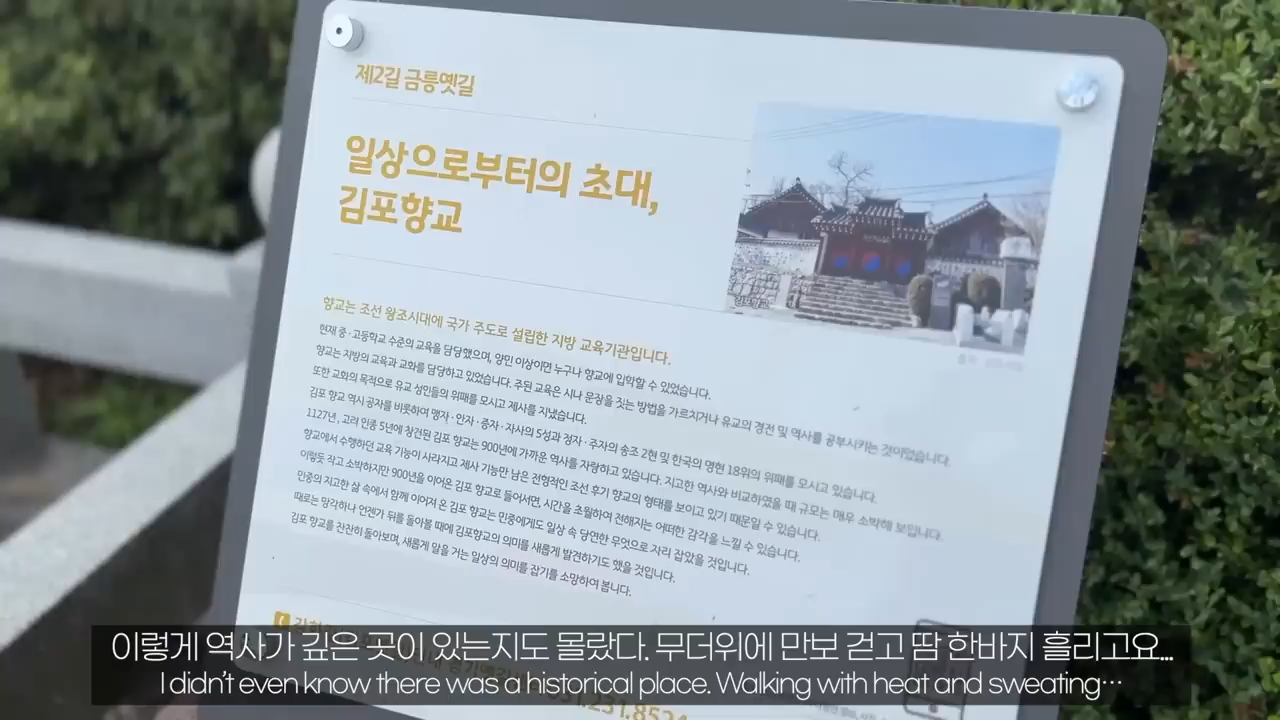 제2길 금릉옛길
일상으로부터의 초대,
김포향교
김포향교
향교는 조선 왕조시대에 국가 주도로 설립한 지방 교육기관입니다.
현재 중·고등학교 수준의 교육을 담당했으며, 양민 이상이면 누구나 향교에 입학할 수 있었습니다.
향교는 지방의 교육과 교화를 담당하고 있었습니다. 주된 교육은 시나 문장을 짓는 방법을 가르치거나 유교의 경전 및 역사를 공부시키는 것이었습니다.
또한 교화의 목적으로 유교 성인들의 위패를 모시고 제사를 지냈습니다.
김포 향교 역시 공자를 비롯하여 맹자·안자·증자·자사의 5성과 정자·주자의 송조 2현 및 한국의 명현 18위의 위패를 모시고 있습니다.
1127년, 고려 인종 5년에 창건된 김포 향교는 900년에 가까운 역사를 자랑하고 있습니다. 지고한 역사와 비교하였을 때 규모는 매우 소박해 보입니다.
향교에서 수행하던 교육 기능이 사라지고 제사 기능만 남은 전형적인 조선 후기 향교의 형태를 보이고 있기 때문일 수 있습니다.
이렇듯 작고 소박하지만 900년을 이어온 김포 향교로 들어서면, 시간을 초월하여 전해지는 어떠한 감각을 느낄 수 있습니다.
민중의 지고한 삶 속에서 함께 이어져 온 김포 향교는 민중에게도 일상 속 당연한 무엇으로 자리 잡았을 것입니다.
때로는 망각하나 언젠가 뒤를 돌아볼 때에 김포향교의 의미를 새롭게 발견하기도 했을 것입니다.
김포 향교를 찬찬히 돌아보며, 새롭게 말을 거는 일상의 의미를 잡기를 소망하여 봅니다.
031.231.8524
이렇게 역사가 깊은 곳이 있는지도 몰랐다. 무더위에 만보 걷고 땀 한바지 흘리고요...
I didn't even know there was a historical place. Walking with heat and sweating…